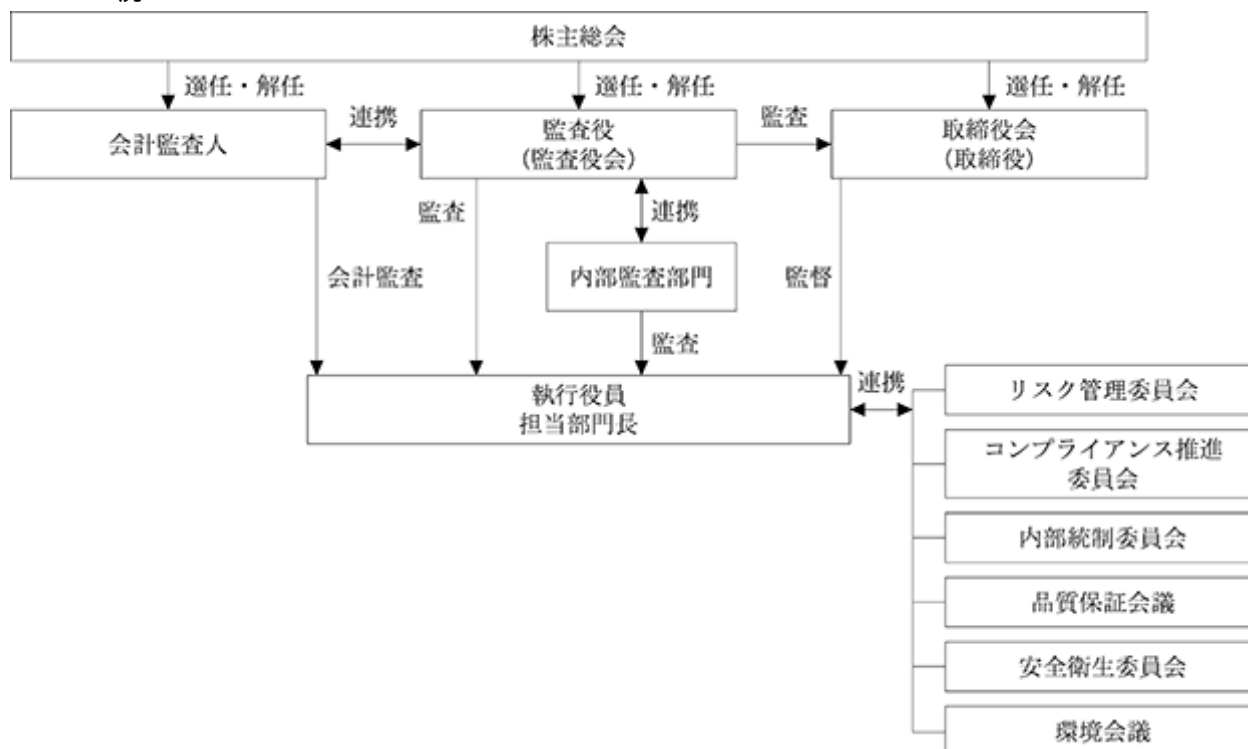 株主総会
選任・解任
選任・解任
選任・解任
会計監査人
連携
監査役
(監査役会)
監査
取締役会
(取締役)
監査
連携
会計監査
内部監査部門
監督
監査
執行役員
担当部門長
連携
リスク管理委員会
コンプライアンス推進
委員会
内部統制委員会
品質保証会議
安全衛生委員会
環境会議